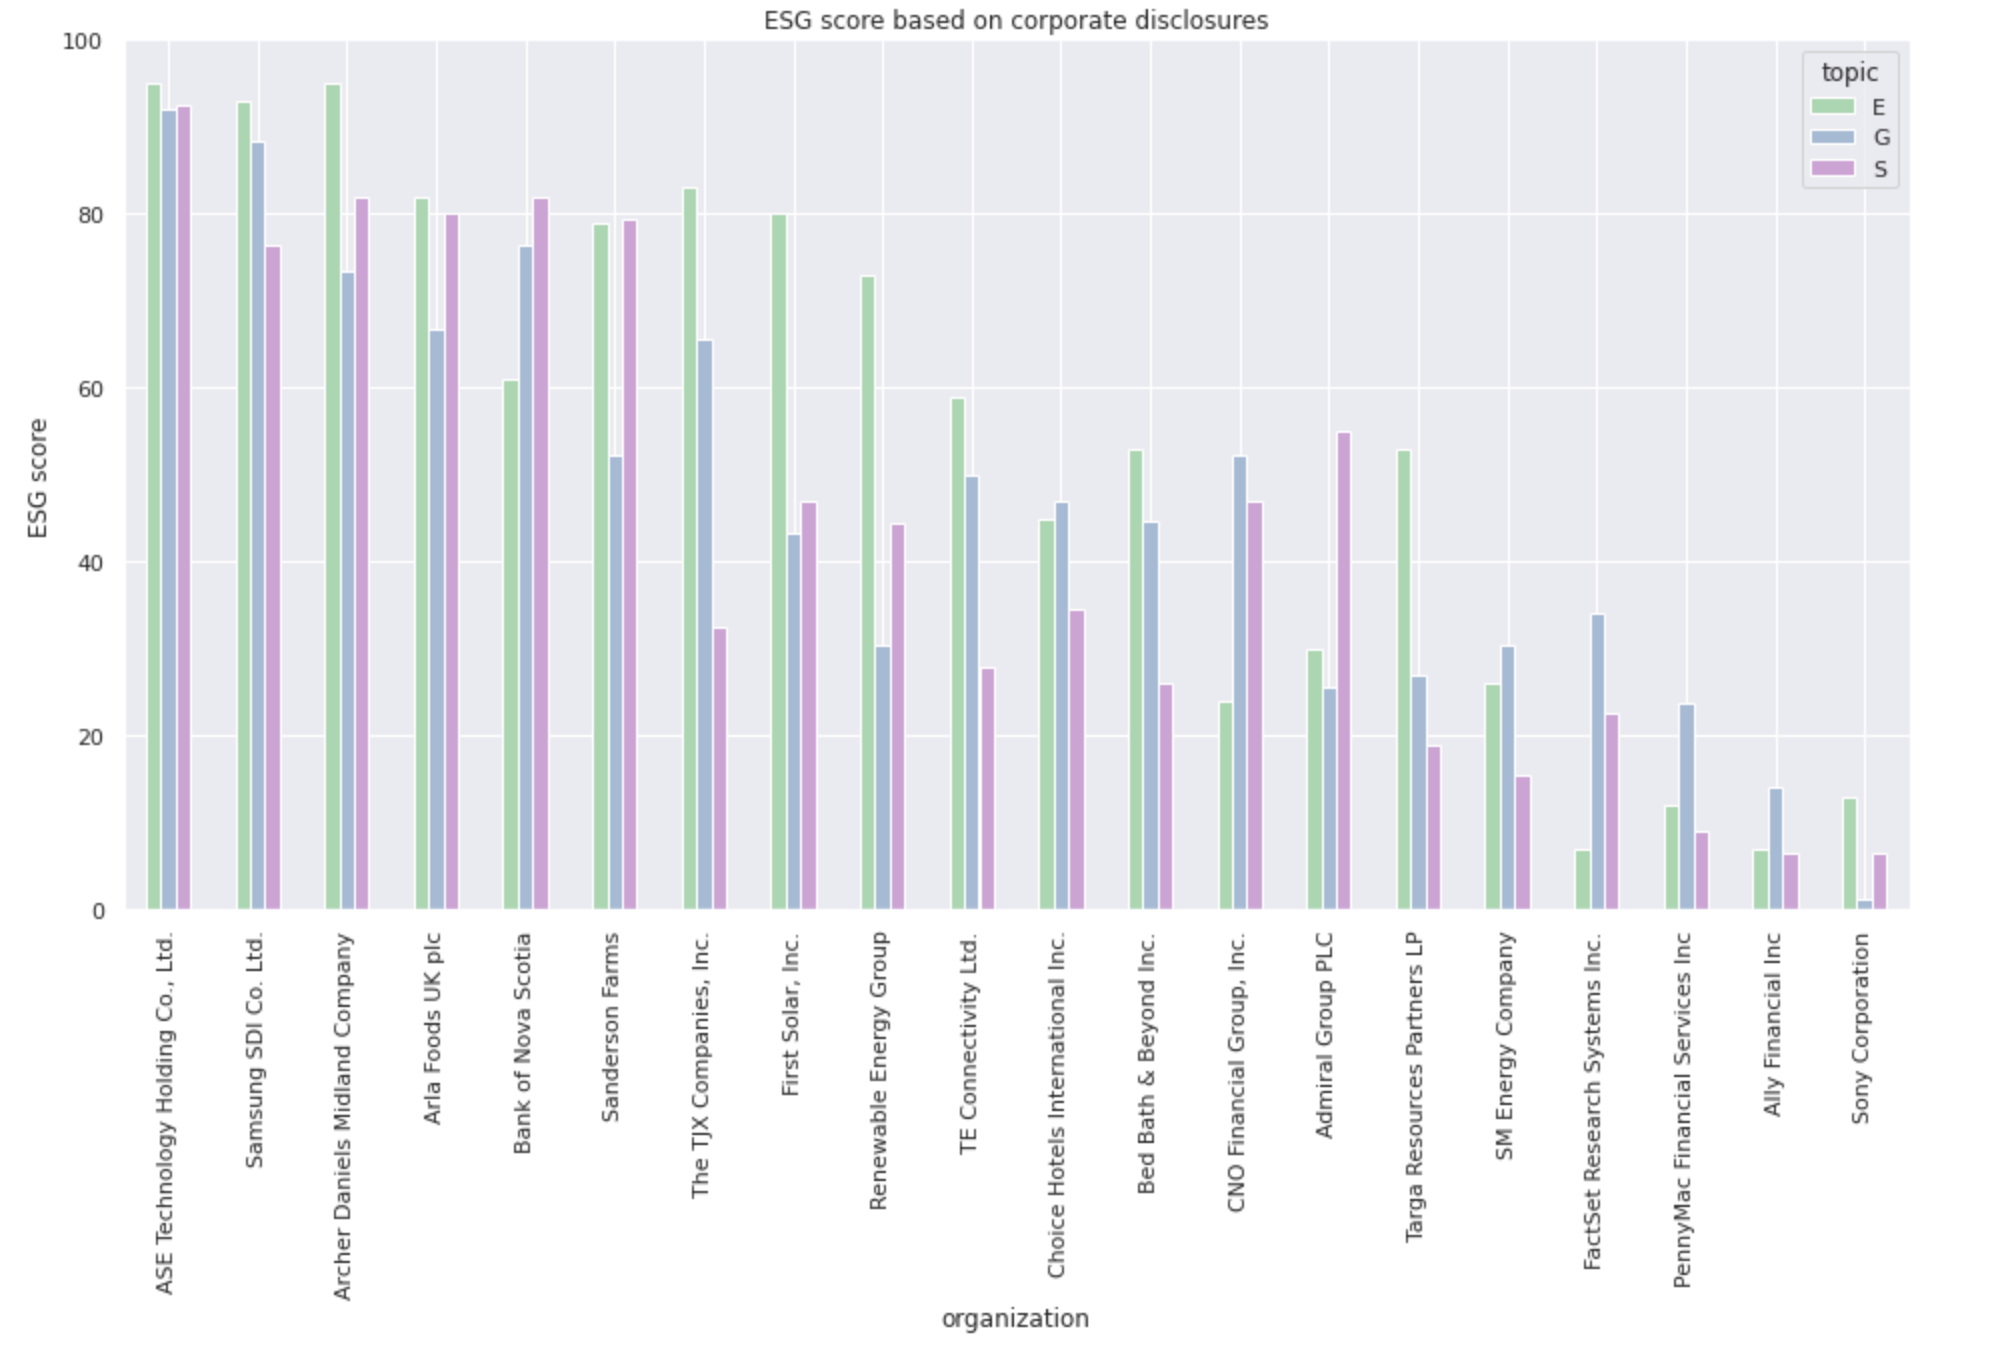 ESG score based on corporate disclosures
topic
E
G
S
ESG score
100
80
60
40
20
0
ASE Technology Holding Co., Ltd.
Samsung SDI Co. Ltd.
Archer Daniels Midland Company
Arla Foods UK plc
Bank of Nova Scotia
Sanderson Farms
The TJX Companies, Inc.
First Solar, Inc.
Renewable Energy Group
TE Connectivity Ltd.
Choice Hotels International Inc.
Bed Bath & Beyond Inc.
CNO Financial Group, Inc.
Admiral Group PLC
Targa Resources Partners LP
SM Energy Company
FactSet Research Systems Inc.
PennyMac Financial Services Inc
Ally Financial Inc
Sony Corporation
organization